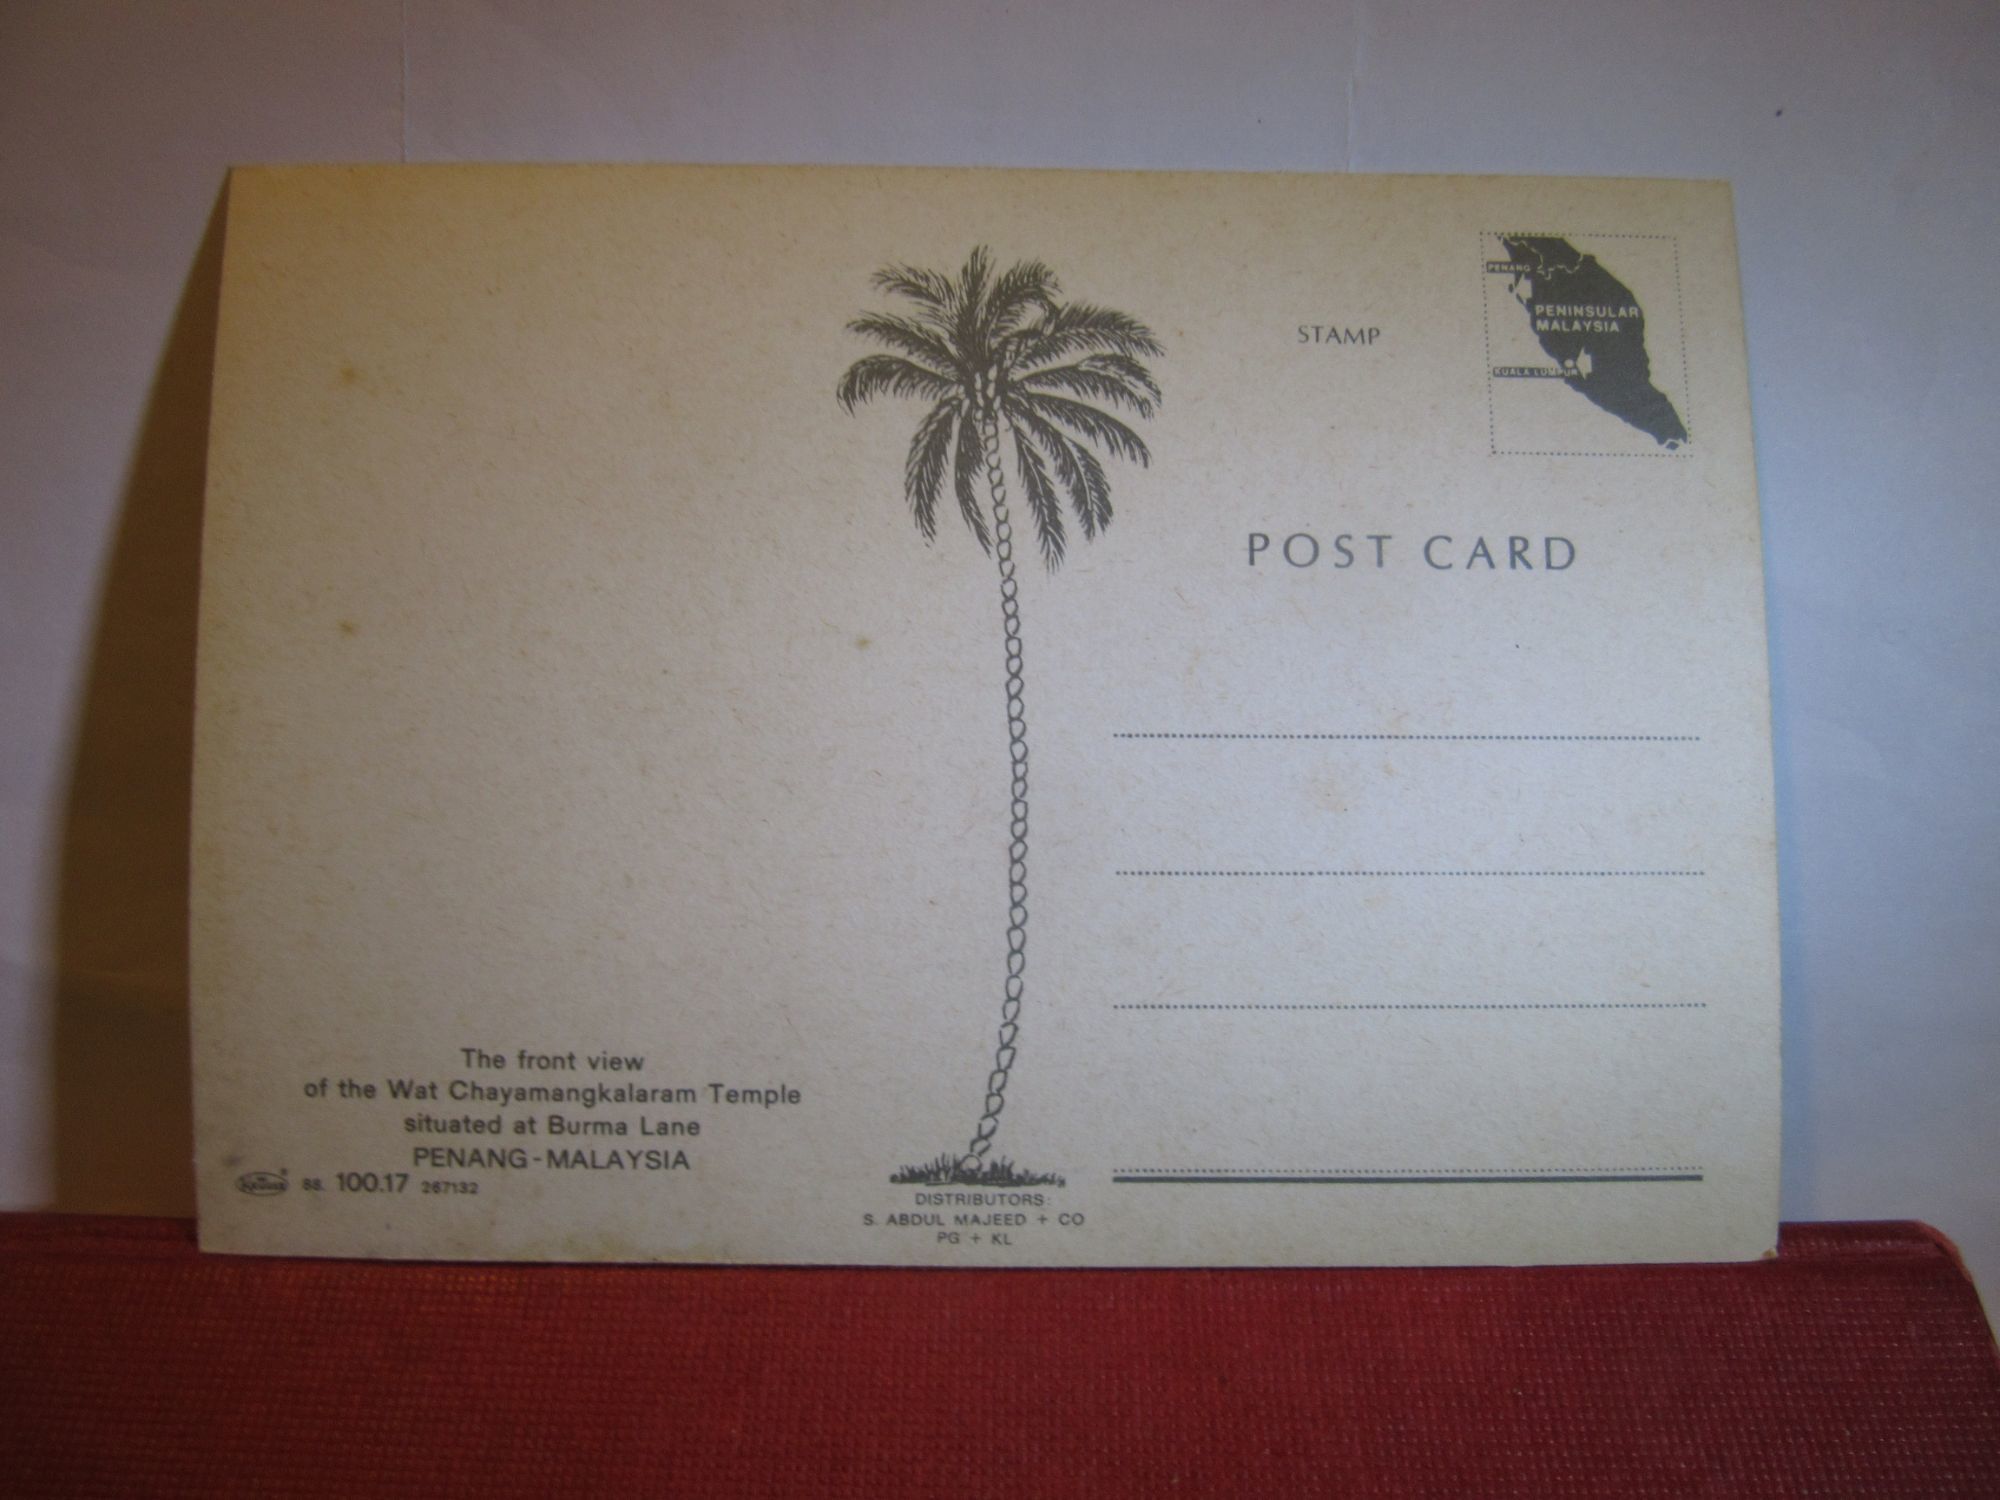 PENANG
PENINSULAR
MALAYSIA
KUALA LUMPUR
STAMP
POST CARD
The front view
of the Wat Chayamangkalaram Temple
situated at Burma Lane
PENANG-MALAYSIA
100.17 267132
DISTRIBUTORS:
S. ABDUL MAJEED + CO
PG + KL